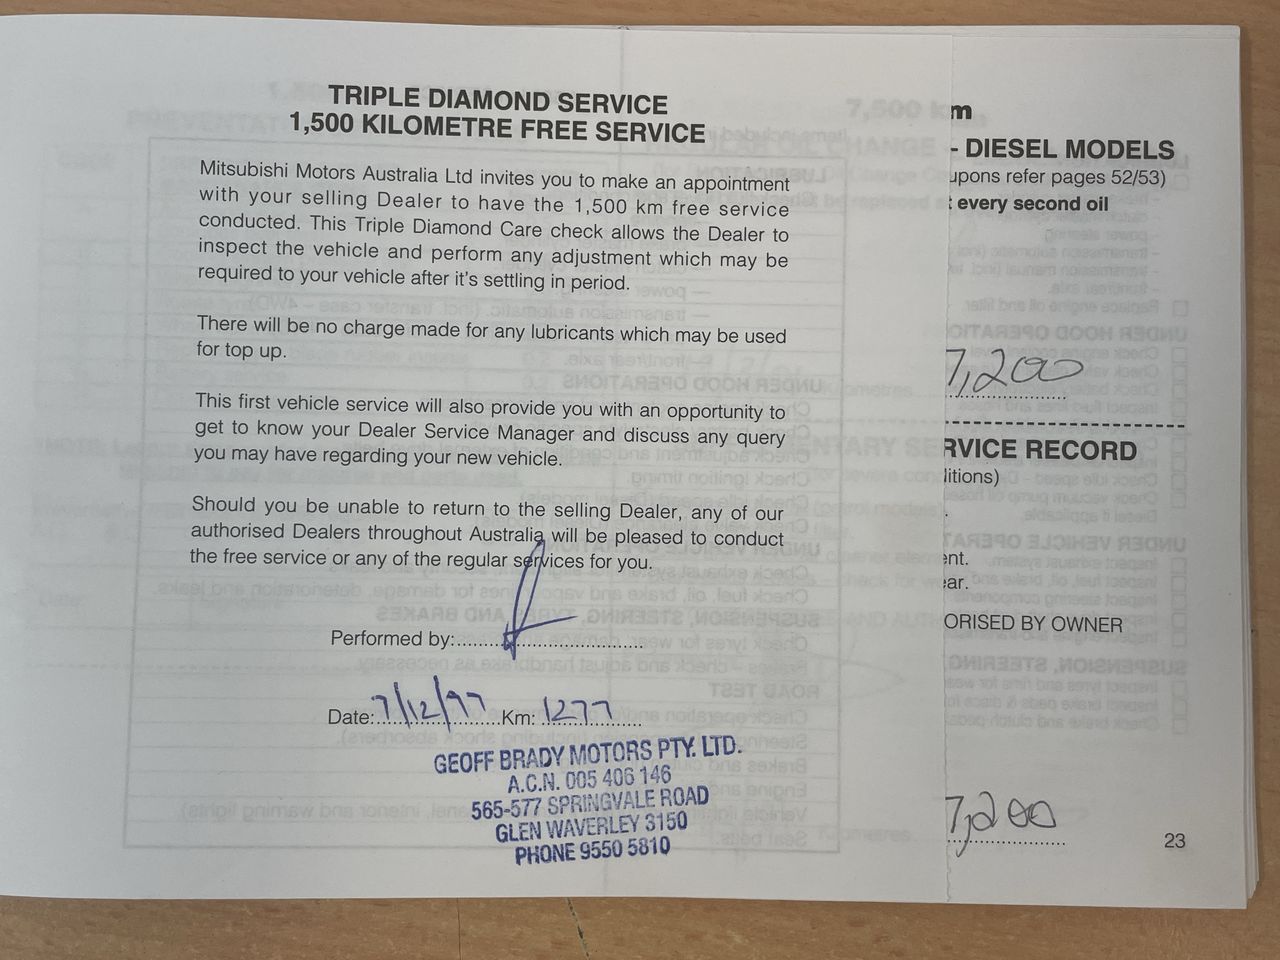 TRIPLE DIAMOND SERVICE
1,500 KILOMETRE FREE SERVICE
Mitsubishi Motors Australia Ltd invites you to make an appointment
with your selling Dealer to have the 1,500 km free service
conducted. This Triple Diamond Care check allows the Dealer to
inspect the vehicle and perform any adjustment which may be
required to your vehicle after it's settling in period.
There will be no charge made for any lubricants which may be used
for top up.
This first vehicle service will also provide you with an opportunity to
get to know your Dealer Service Manager and discuss any query
you may have regarding your new vehicle.
Should you be unable to return to the selling Dealer, any of our
authorised Dealers throughout Australia will be pleased to conduct
the free service or any of the regular services for you.
Performed by:
Date: 7/12/97 Km: 1277
GEOFF BRADY MOTORS PTY. LTD.
A.C.N. 005 406 146
565-577 SPRINGVALE ROAD
GLEN WAVERLEY 3150
PHONE 9550 5810
7,500 km
- DIESEL MODELS
upons refer pages 52/53)
every second oil
7,200
RVICE RECORD
litions)
ent.
ear.
ORISED BY OWNER
7,200
23